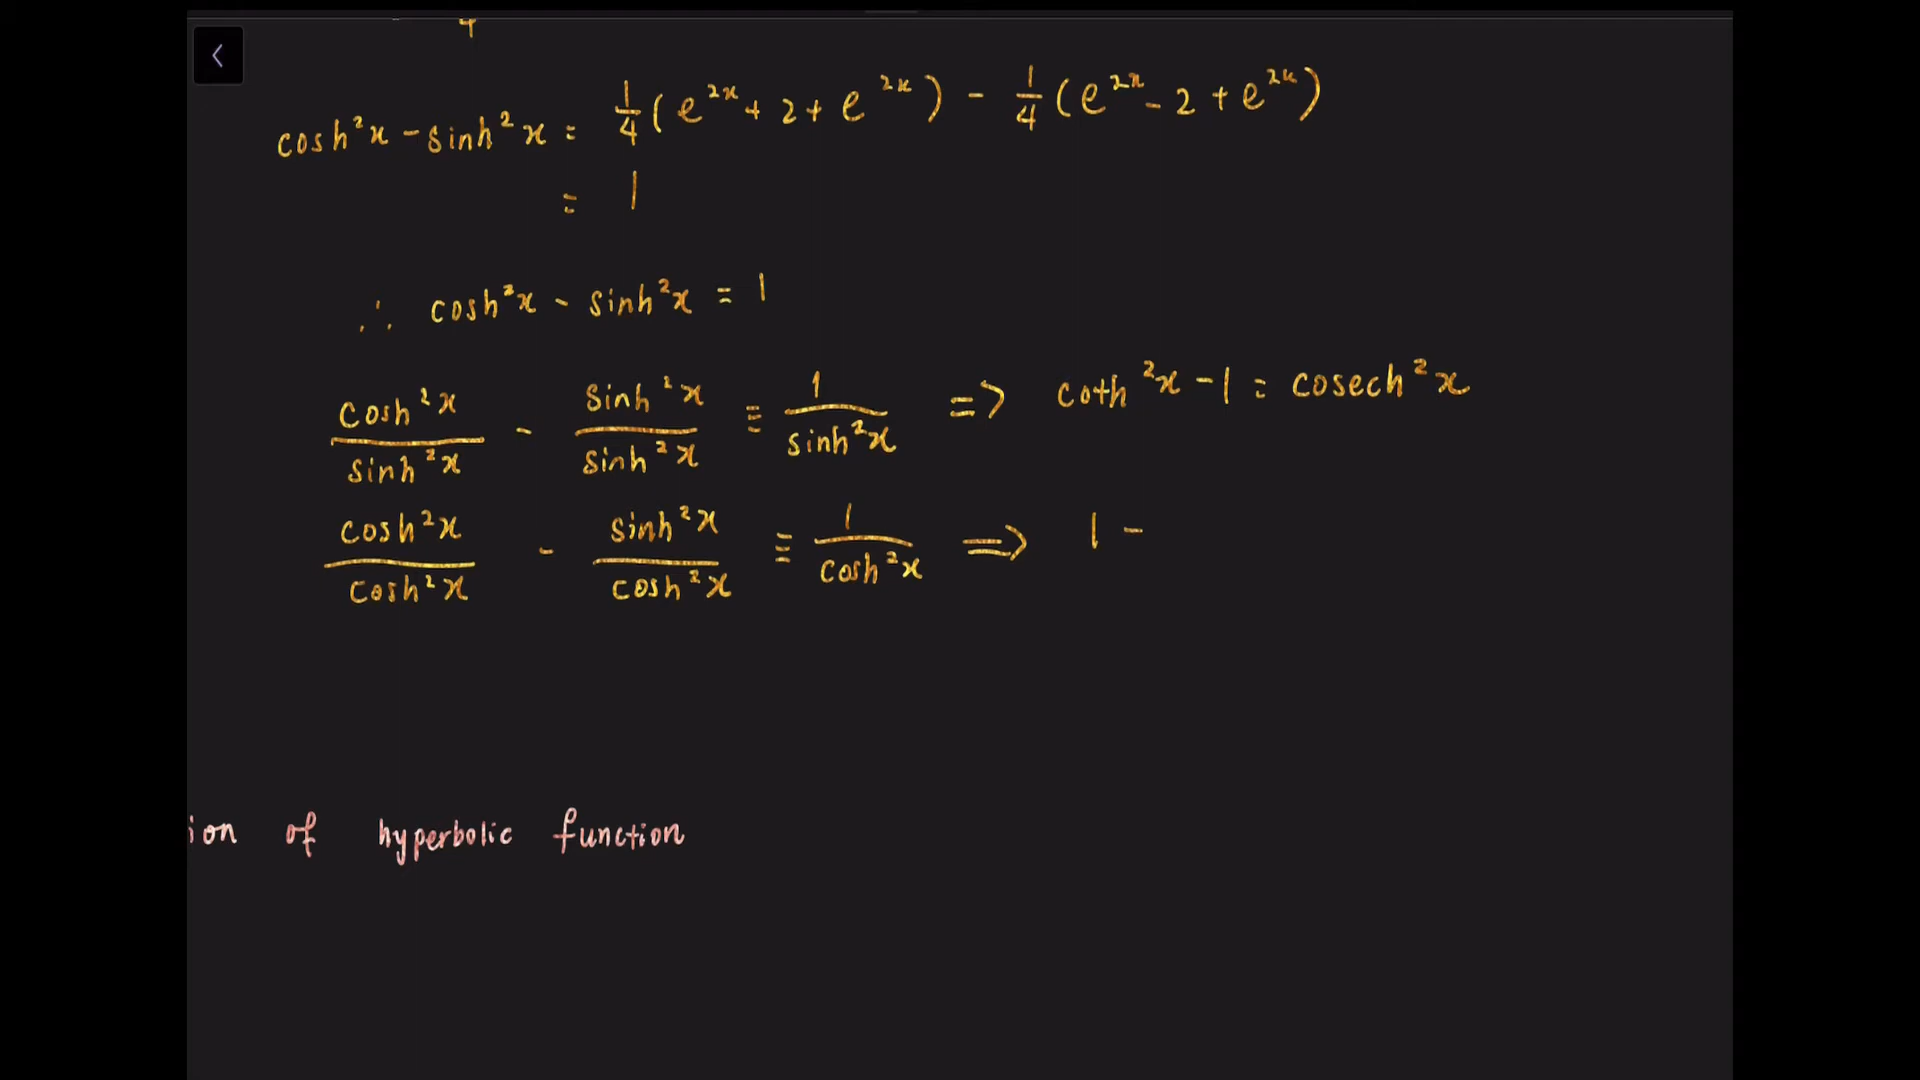 4
cosh²x - sinh²x = 1/4 (e^2x + 2 + e^2x) - 1/4 (e^2x - 2 + e^2x)
= 1
∴ cosh²x - sinh²x = 1
cosh²x/sinh²x - sinh²x/sinh²x ≡ 1/sinh²x => coth²x - 1 = cosech²x
cosh²x/cosh²x - sinh²x/cosh²x ≡ 1/cosh²x => 1 -
ion of hyperbolic function